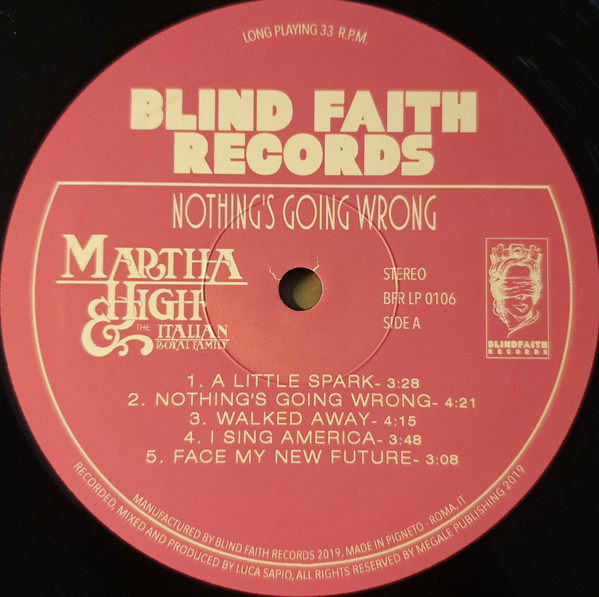 LONG PLAYING 33 R.P.M.
BLIND FAITH
RECORDS
NOTHING'S GOING WRONG
MARTHA
HIGH
& THE ITALIAN
ROYAL FAMILY
STEREO
BFR LP 0106
SIDE A
BLINDFAITH
RECORDS
1. A LITTLE SPARK- 3:28
2. NOTHING'S GOING WRONG- 4:21
3. WALKED AWAY- 4:15
4. I SING AMERICA- 3:48
5. FACE MY NEW FUTURE- 3:08
MANUFACTURED BY BLIND FAITH RECORDS 2019, MADE IN PIGNETO - ROMA, IT
RECORDED, MIXED AND PRODUCED BY LUCA SAPIO, ALL RIGHTS RESERVED BY MEGALE PUBLISHING 2019